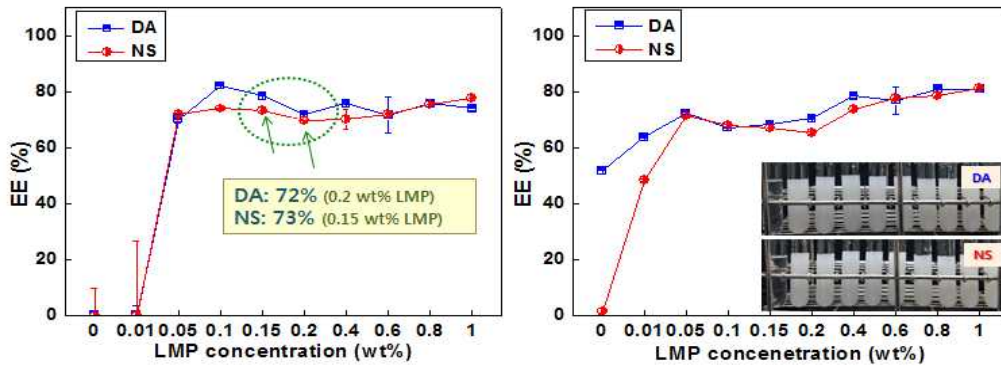 100
80
60
40
20
0
EE (%)
DA
NS
DA: 72% (0.2 wt% LMP)
NS: 73% (0.15 wt% LMP)
0 0.01 0.05 0.1 0.15 0.2 0.4 0.6 0.8 1
LMP concentration (wt%)
100
80
60
40
20
0
EE (%)
DA
NS
DA
NS
0 0.01 0.05 0.1 0.15 0.2 0.4 0.6 0.8 1
LMP concenetration (wt%)